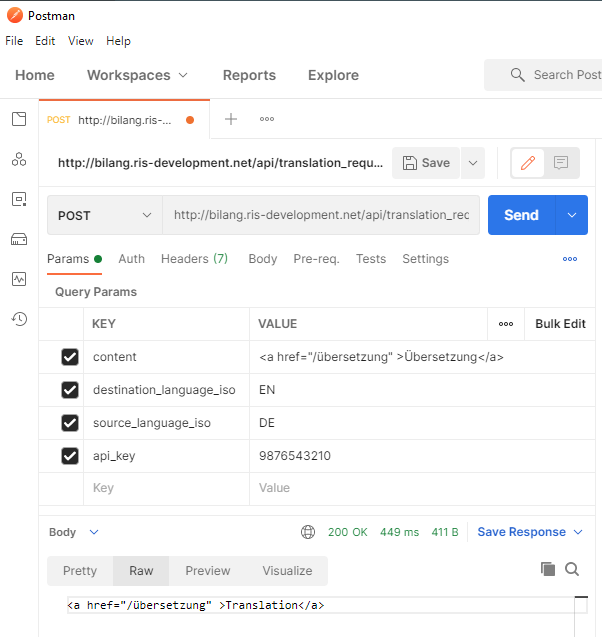 Postman
File Edit View Help
Home Workspaces Reports Explore Search Post
POST http://bilang.ris-...
http://bilang.ris-development.net/api/translation_requ... Save
POST http://bilang.ris-development.net/api/translation_rec Send
Params Auth Headers (7) Body Pre-req. Tests Settings
Query Params
KEY VALUE Bulk Edit
content <a href="/übersetzung" >Übersetzung</a>
destination_language_iso EN
source_language_iso DE
api_key 9876543210
Key Value
Body 200 OK 449 ms 411 B Save Response
Pretty Raw Preview Visualize
<a href="/übersetzung" >Translation</a>